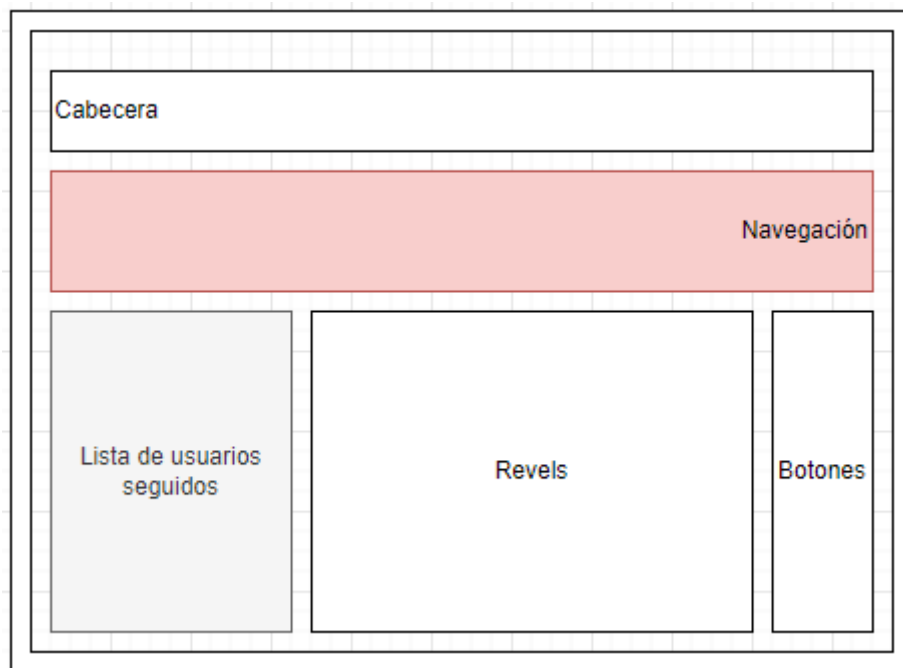 Cabecera
Navegación
Lista de usuarios
seguidos
Revels
Botones